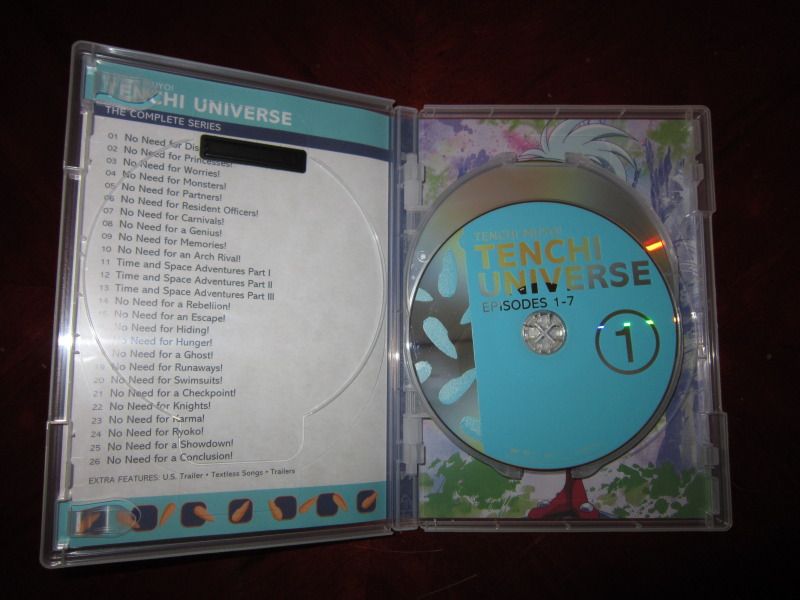 TENCHI UNIVERSE
THE COMPLETE SERIES
01 No Need for
02 No Need for Princesses!
03 No Need for Worries!
04 No Need for Monsters!
05 No Need for Partners!
06 No Need for Resident Officers!
07 No Need for Carnivals!
08 No Need for a Genius!
09 No Need for Memories!
10 No Need for an Arch Rival!
11 Time and Space Adventures Part I
12 Time and Space Adventures Part II
13 Time and Space Adventures Part III
14 No Need for a Rebellion!
15 No Need for an Escape!
No Need for Hiding!
No Need for Hunger!
No Need for a Ghost!
19 No Need for Runaways!
20 No Need for Swimsuits!
21 No Need for a Checkpoint!
22 No Need for Knights!
23 No Need for Karma!
24 No Need for Ryoko!
25 No Need for a Showdown!
26 No Need for a Conclusion!
EXTRA FEATURES: U.S. Trailer • Textless Songs • Trailers
TENCHI MUYO!
TENCHI
UNIVERSE
EPISODES 1-7
1